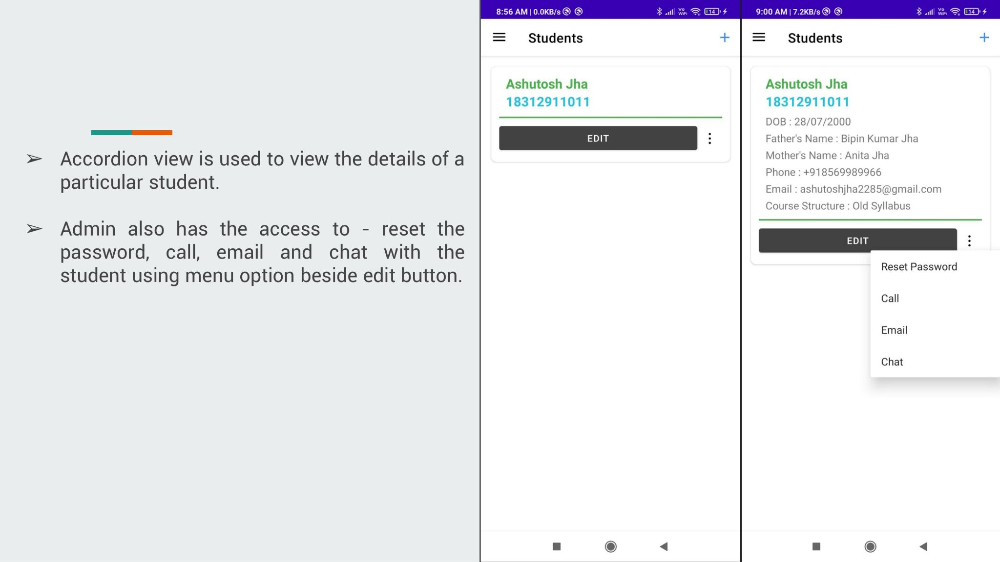 ➢ Accordion view is used to view the details of a
particular student.
➢ Admin also has the access to - reset the
password, call, email and chat with the
student using menu option beside edit button.
8:56 AM | 0.0KB/s
Vo
WiFi
14
Students
+
Ashutosh Jha
18312911011
EDIT
9:00 AM | 7.2KB/s
Vo
WiFi
14
Students
+
Ashutosh Jha
18312911011
DOB : 28/07/2000
Father's Name : Bipin Kumar Jha
Mother's Name : Anita Jha
Phone : +918569989966
Email : ashutoshjha2285@gmail.com
Course Structure : Old Syllabus
EDIT
Reset Password
Call
Email
Chat